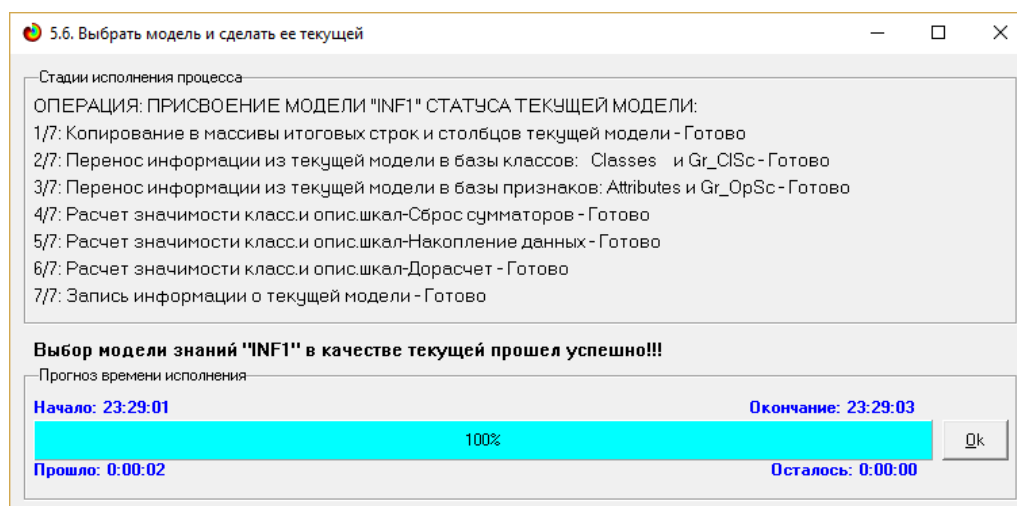 5.6. Выбрать модель и сделать ее текущей
Стадии исполнения процесса
ОПЕРАЦИЯ: ПРИСВОЕНИЕ МОДЕЛИ "INF1" СТАТУСА ТЕКУЩЕЙ МОДЕЛИ:
1/7: Копирование в массивы итоговых строк и столбцов текущей модели - Готово
2/7: Перенос информации из текущей модели в базы классов: Classes и Gr_ClSc - Готово
3/7: Перенос информации из текущей модели в базы признаков: Attributes и Gr_OpSc - Готово
4/7: Расчет значимости класс.и опис.шкал-Сброс сумматоров - Готово
5/7: Расчет значимости класс.и опис.шкал-Накопление данных - Готово
6/7: Расчет значимости класс.и опис.шкал-Дорасчет - Готово
7/7: Запись информации о текущей модели - Готово
Выбор модели знаний "INF1" в качестве текущей прошел успешно!!!
Прогноз времени исполнения
Начало: 23:29:01 Окончание: 23:29:03
100% Ok
Прошло: 0:00:02 Осталось: 0:00:00